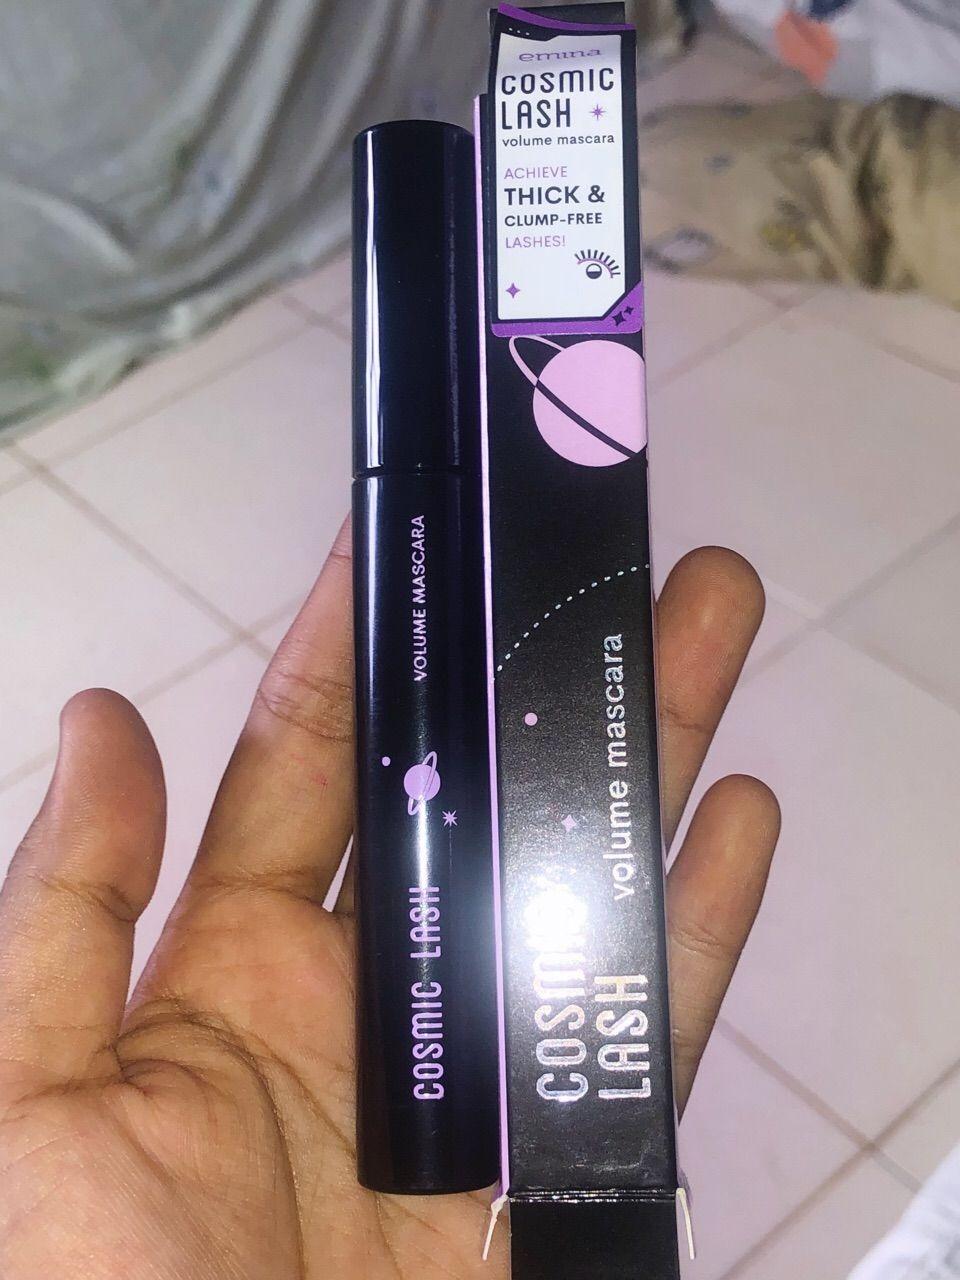 emina
COSMIC
LASH
volume mascara
ACHIEVE
THICK &
CLUMP-FREE
LASHES!
COSMIC LASH
VOLUME MASCARA
COSMIC
LASH
volume mascara